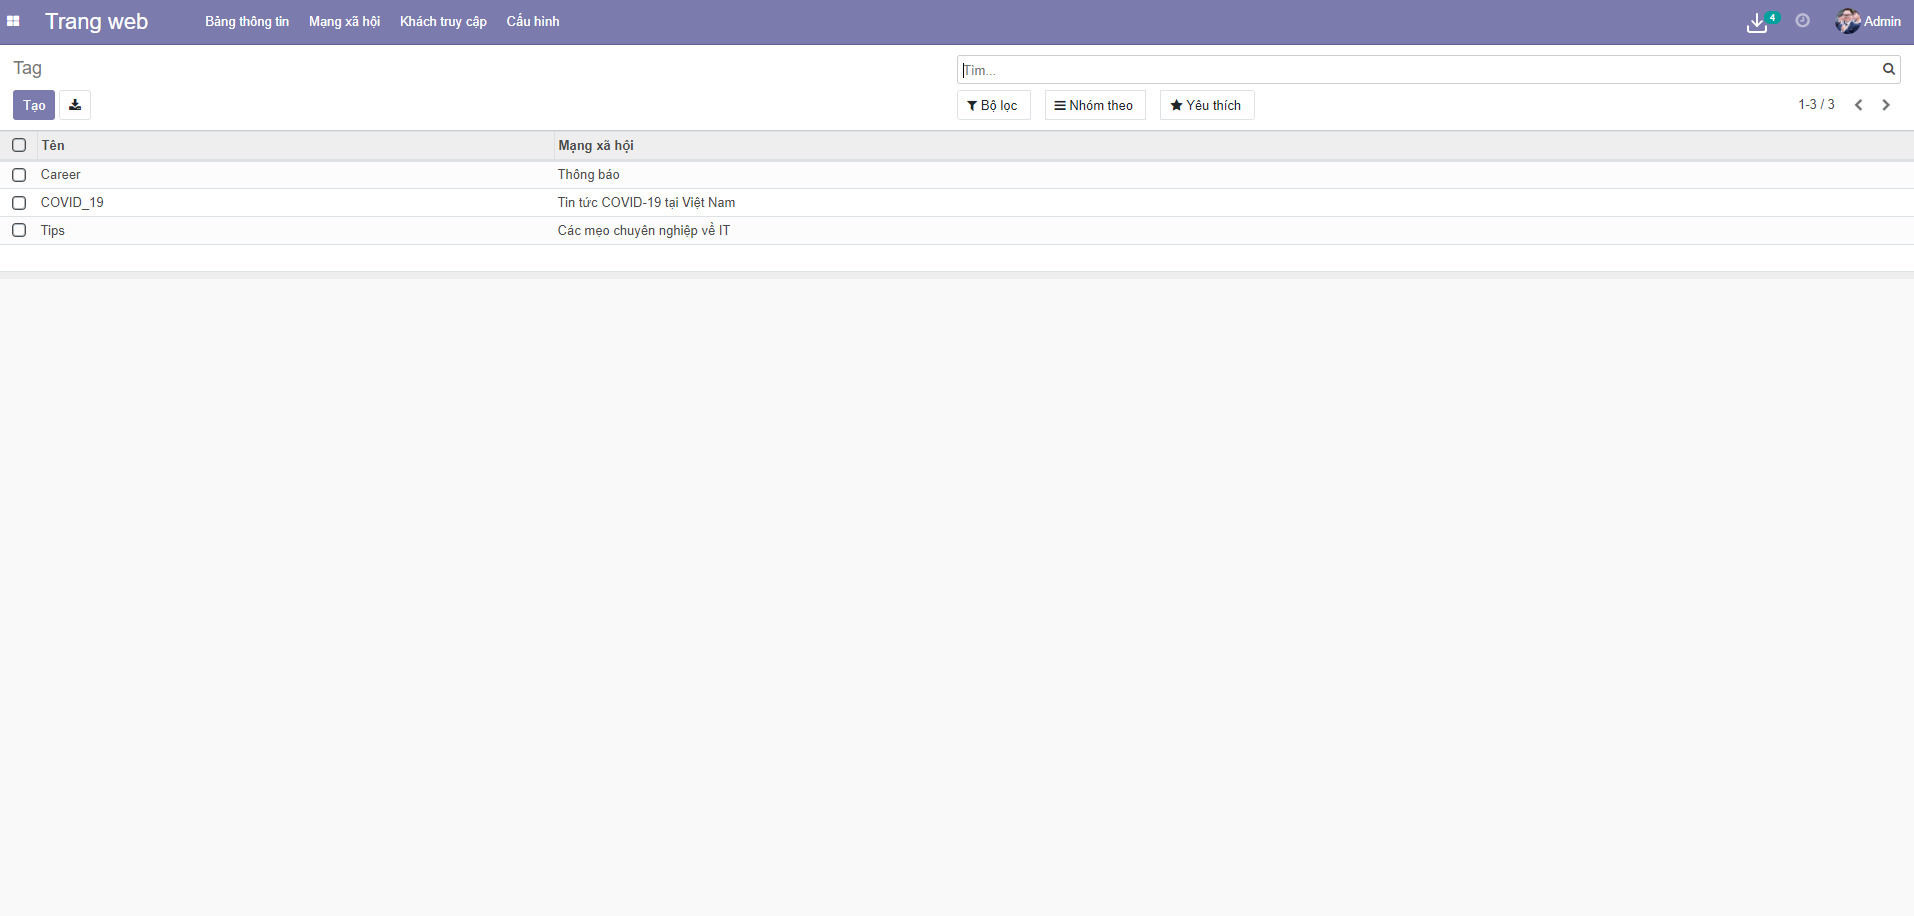 Trang web
Bảng thông tin
Mạng xã hội
Khách truy cập
Cấu hình
4
Admin
Tag
Tìm...
Tạo
Bộ lọc
Nhóm theo
Yêu thích
1-3 / 3
Tên Mạng xã hội
Career Thông báo
COVID_19 Tin tức COVID-19 tại Việt Nam
Tips Các mẹo chuyên nghiệp về IT